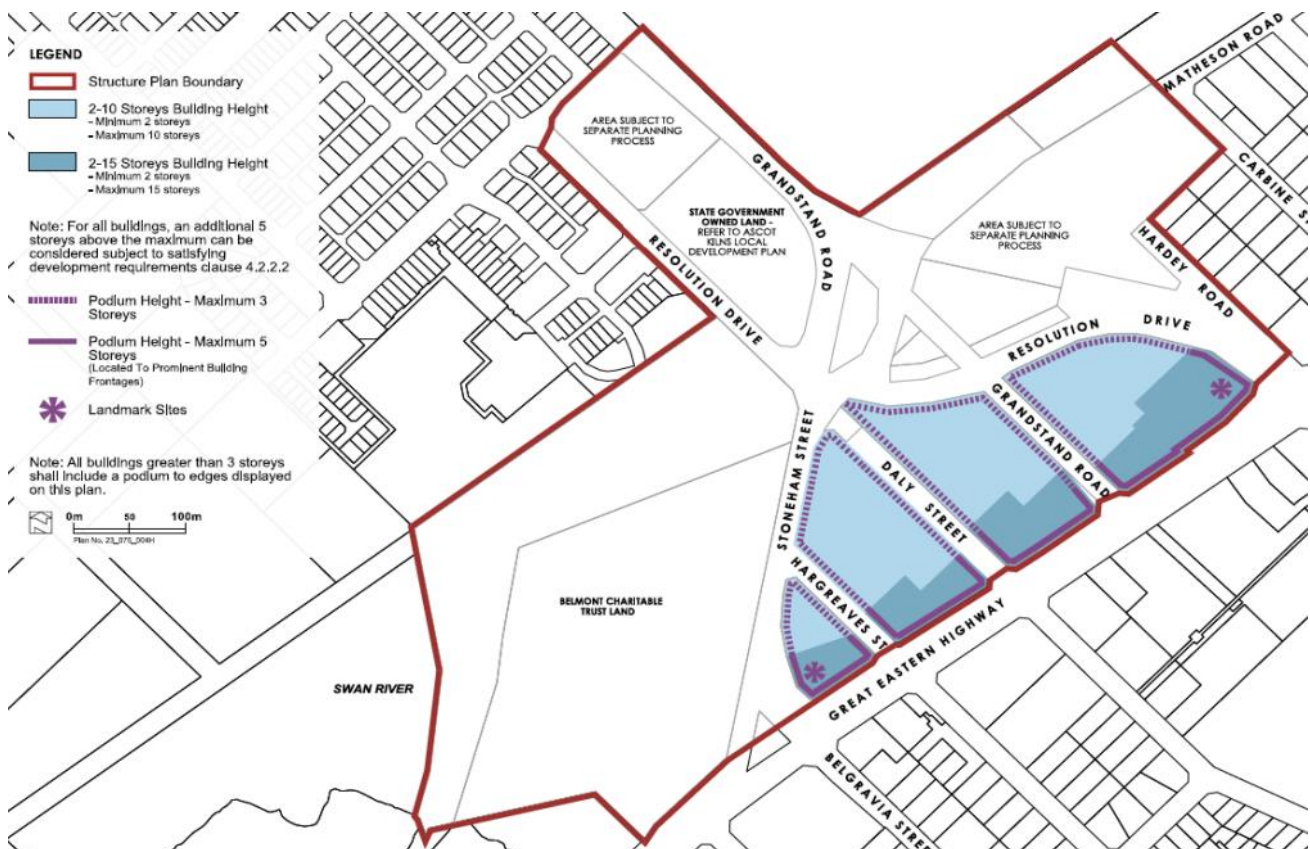 LEGEND
Structure Plan Boundary
2-10 Storeys Building Height
- Minimum 2 storeys
- Maximum 10 storeys
2-15 Storeys Building Height
- Minimum 2 storeys
- Maximum 15 storeys
Note: For all buildings, an additional 5
storeys above the maximum can be
considered subject to satisfying
development requirements clause 4.2.2.2
Podium Height - Maximum 3
Storeys
Podium Height - Maximum 5
Storeys
(Located To Prominent Building
Frontages)
Landmark Sites
Note: All buildings greater than 3 storeys
shall include a podium to edges displayed
on this plan.
0m 50 100m
Plan No. 23_075_004H
AREA SUBJECT TO
SEPARATE PLANNING
PROCESS
GRANDSTAND ROAD
STATE GOVERNMENT
OWNED LAND -
REFER TO ASCOT
KILNS LOCAL
DEVELOPMENT PLAN
RESOLUTION DRIVE
MATHESON ROAD
CARBINE S
AREA SUBJECT TO
SEPARATE PLANNING
PROCESS
HARDEY ROAD
RESOLUTION DRIVE
GRANDSTAND ROAD
STONEHAM STREET
DALY STREET
HARGREAVES ST
BELMONT CHARITABLE
TRUST LAND
SWAN RIVER
GREAT EASTERN HIGHWAY
BELGRAVIA STREE